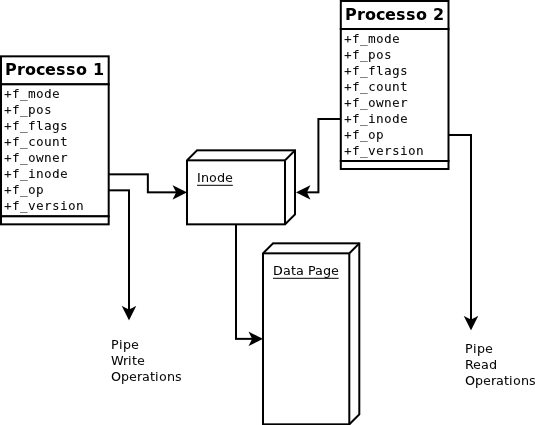 Processo 1
+f_mode
+f_pos
+f_flags
+f_count
+f_owner
+f_inode
+f_op
+f_version
Processo 2
+f_mode
+f_pos
+f_flags
+f_count
+f_owner
+f_inode
+f_op
+f_version
Inode
Data Page
Pipe
Write
Operations
Pipe
Read
Operations